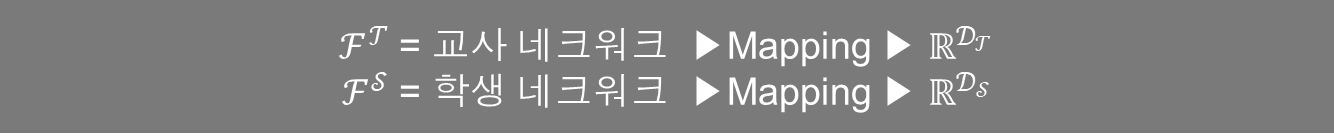 ℱ^𝒯 = 교사 네크워크 ▶Mapping ▶ ℝ^{𝒟_𝒯}
ℱ^𝒮 = 학생 네크워크 ▶Mapping ▶ ℝ^{𝒟_𝒮}